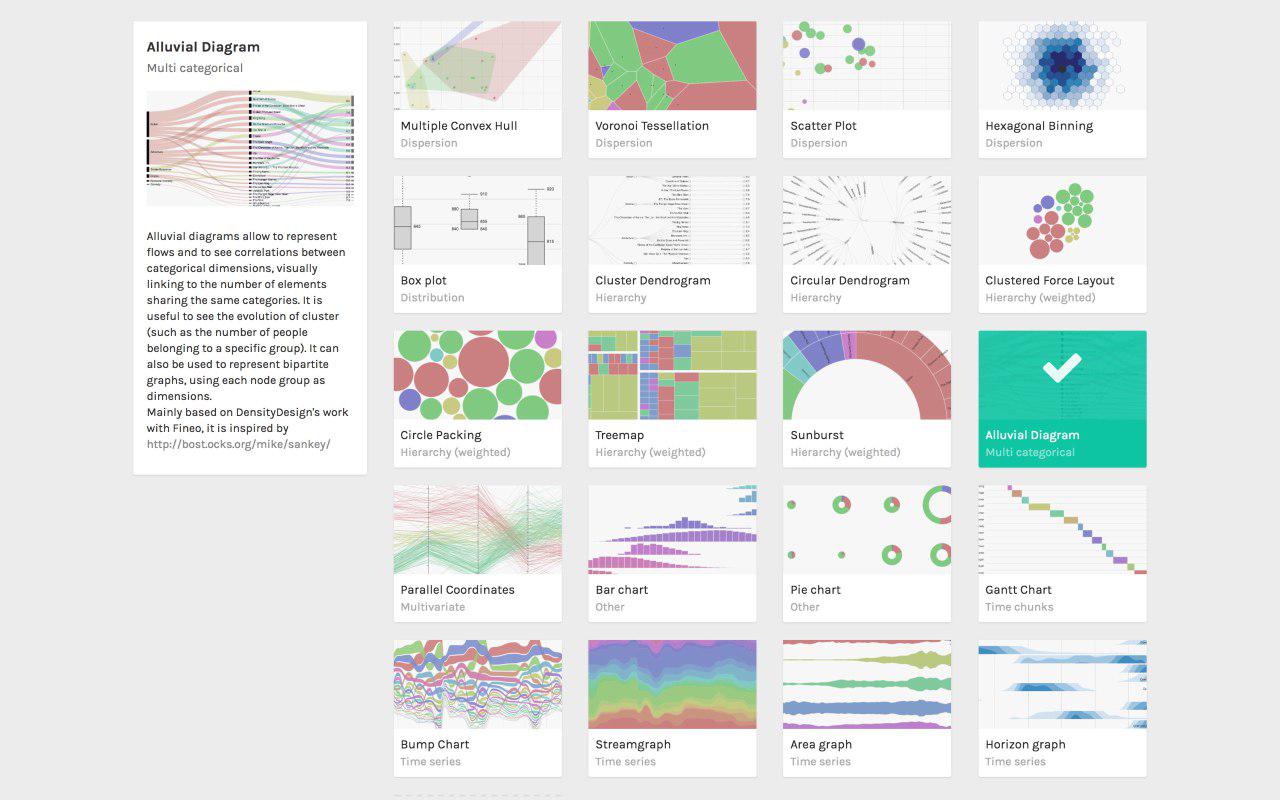 Alluvial Diagram
Multi categorical
Alluvial diagrams allow to represent
flows and to see correlations between
categorical dimensions, visually
linking to the number of elements
sharing the same categories. It is
useful to see the evolution of cluster
(such as the number of people
belonging to a specific group). It can
also be used to represent bipartite
graphs, using each node group as
dimensions.
Mainly based on DensityDesign's work
with Fineo, it is inspired by
http://bost.ocks.org/mike/sankey/
Multiple Convex Hull
Dispersion
Voronoi Tessellation
Dispersion
Scatter Plot
Dispersion
Hexagonal Binning
Dispersion
Box plot
Distribution
Cluster Dendrogram
Hierarchy
Circular Dendrogram
Hierarchy
Clustered Force Layout
Hierarchy (weighted)
Circle Packing
Hierarchy (weighted)
Treemap
Hierarchy (weighted)
Sunburst
Hierarchy (weighted)
Alluvial Diagram
Multi categorical
Parallel Coordinates
Multivariate
Bar chart
Other
Pie chart
Other
Gantt Chart
Time chunks
Bump Chart
Time series
Streamgraph
Time series
Area graph
Time series
Horizon graph
Time series